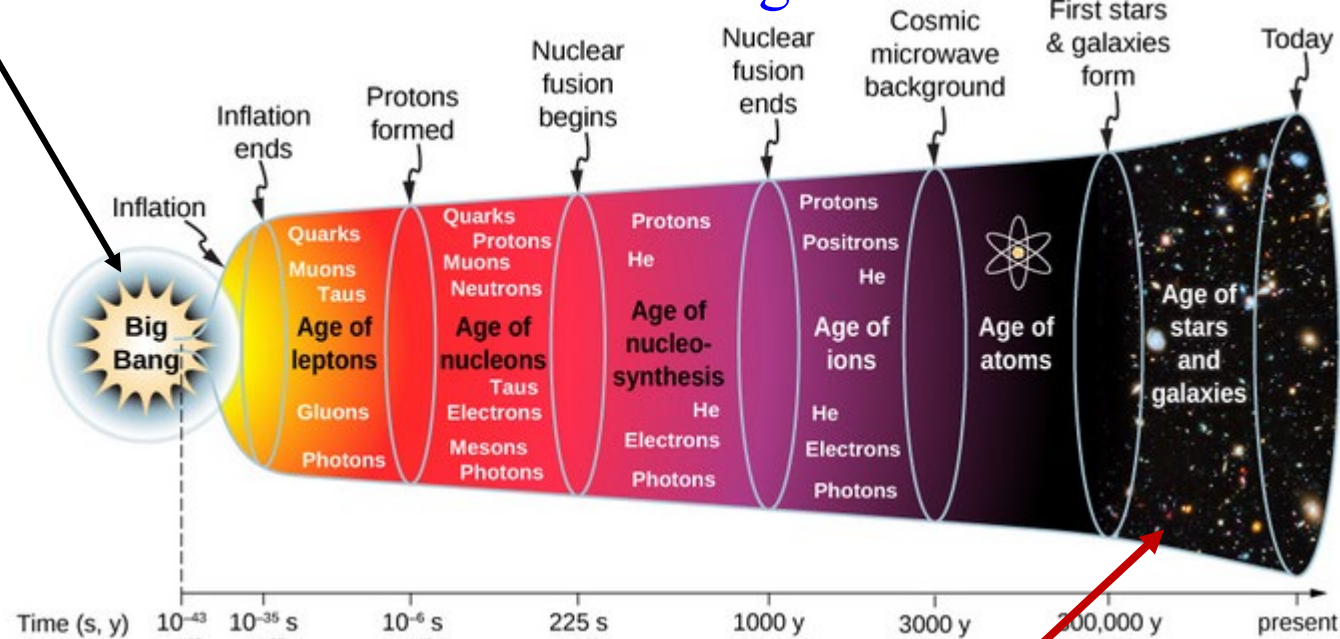 Inflation
Inflation
ends
Protons
formed
Nuclear
fusion
begins
Nuclear
fusion
ends
Cosmic
microwave
background
First stars
& galaxies
form
Today
Big
Bang
Quarks
Muons
Taus
Age of
leptons
Gluons
Photons
Quarks
Protons
Muons
Neutrons
Age of
nucleons
Taus
Electrons
Mesons
Photons
Protons
He
Age of
nucleo-
synthesis
He
Electrons
Photons
Protons
Positrons
He
Age of
ions
He
Electrons
Photons
Age of
atoms
Age of
stars
and
galaxies
Time (s, y) 10⁻⁴³ 10⁻³⁵ s 10⁻⁶ s 225 s 1000 y 3000 y 300,000 y present